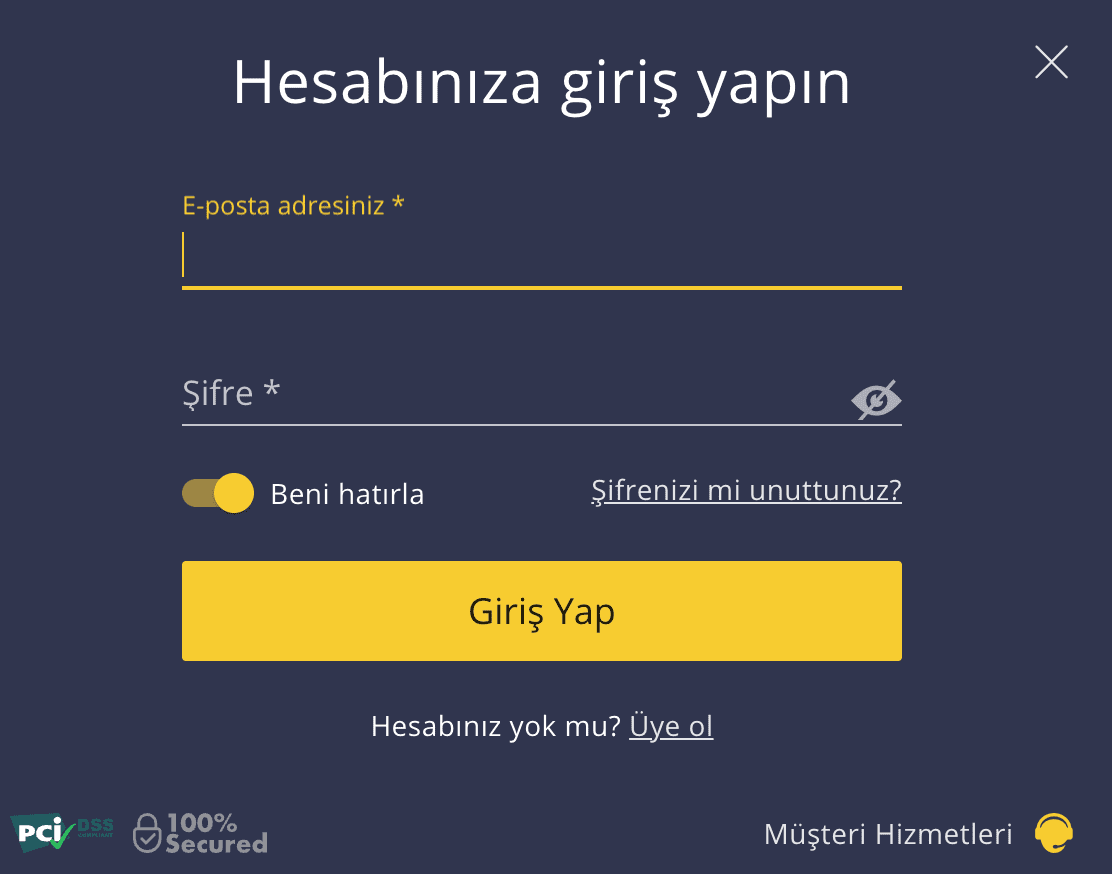 Hesabınıza giriş yapın
E-posta adresiniz *
Şifre *
Beni hatırla
Şifrenizi mi unuttunuz?
Giriş Yap
Hesabınız yok mu? Üye ol
PCI DSS
COMPLIANT
100%
Secured
Müşteri Hizmetleri